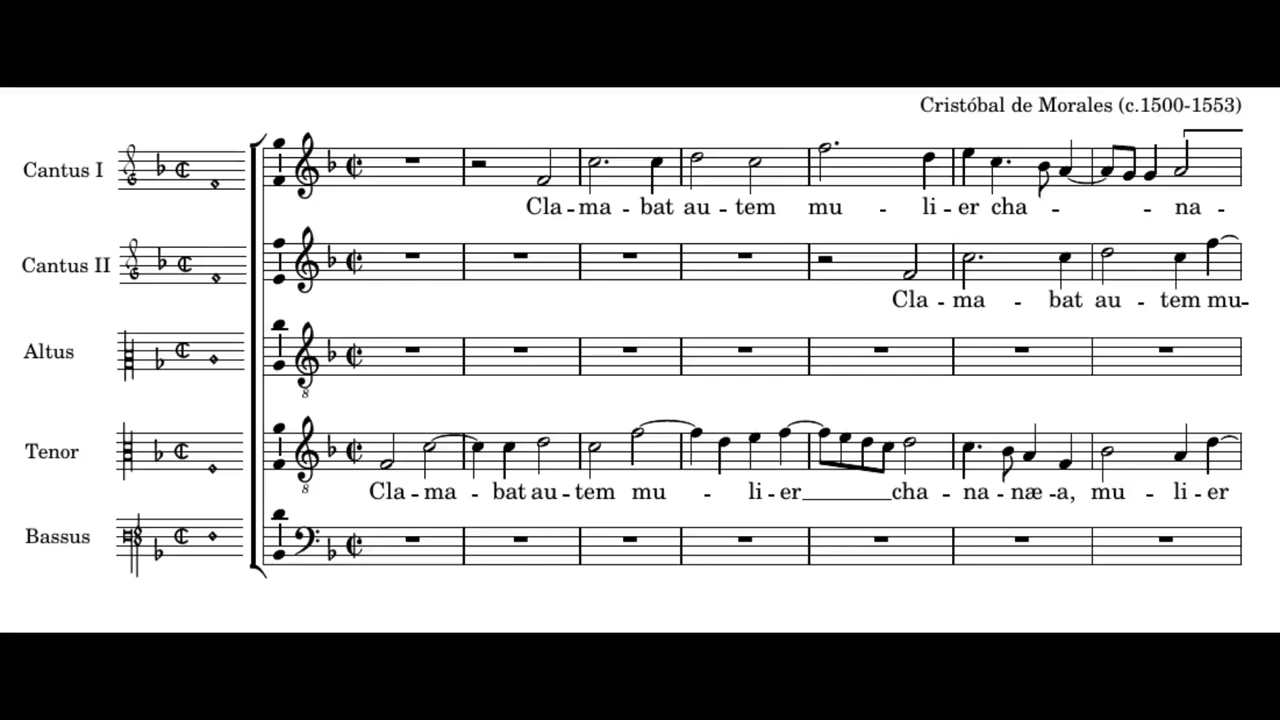 Cristóbal de Morales (c.1500-1553)
Cantus I
Cla - ma - bat au - tem mu - li - er cha - - na -
Cantus II
Cla - ma - bat au - tem mu-
Altus
8
Tenor
8
Cla - ma - bat au - tem mu - li - er cha - na - næ - a, mu - li - er
Bassus